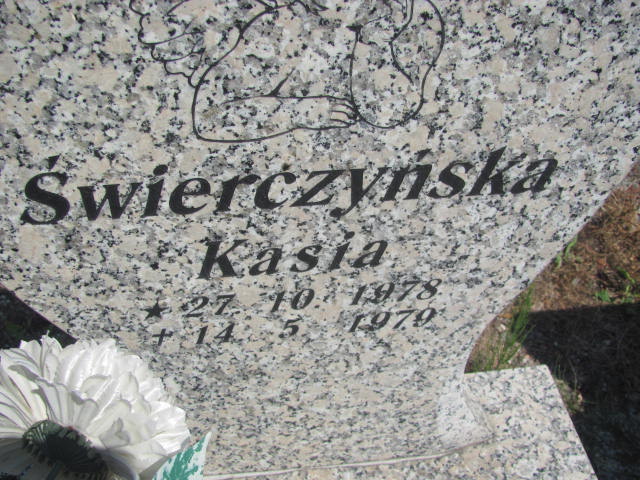 Świerczyńska
Kasia
★ 27 10 1978
+ 14 5 1979